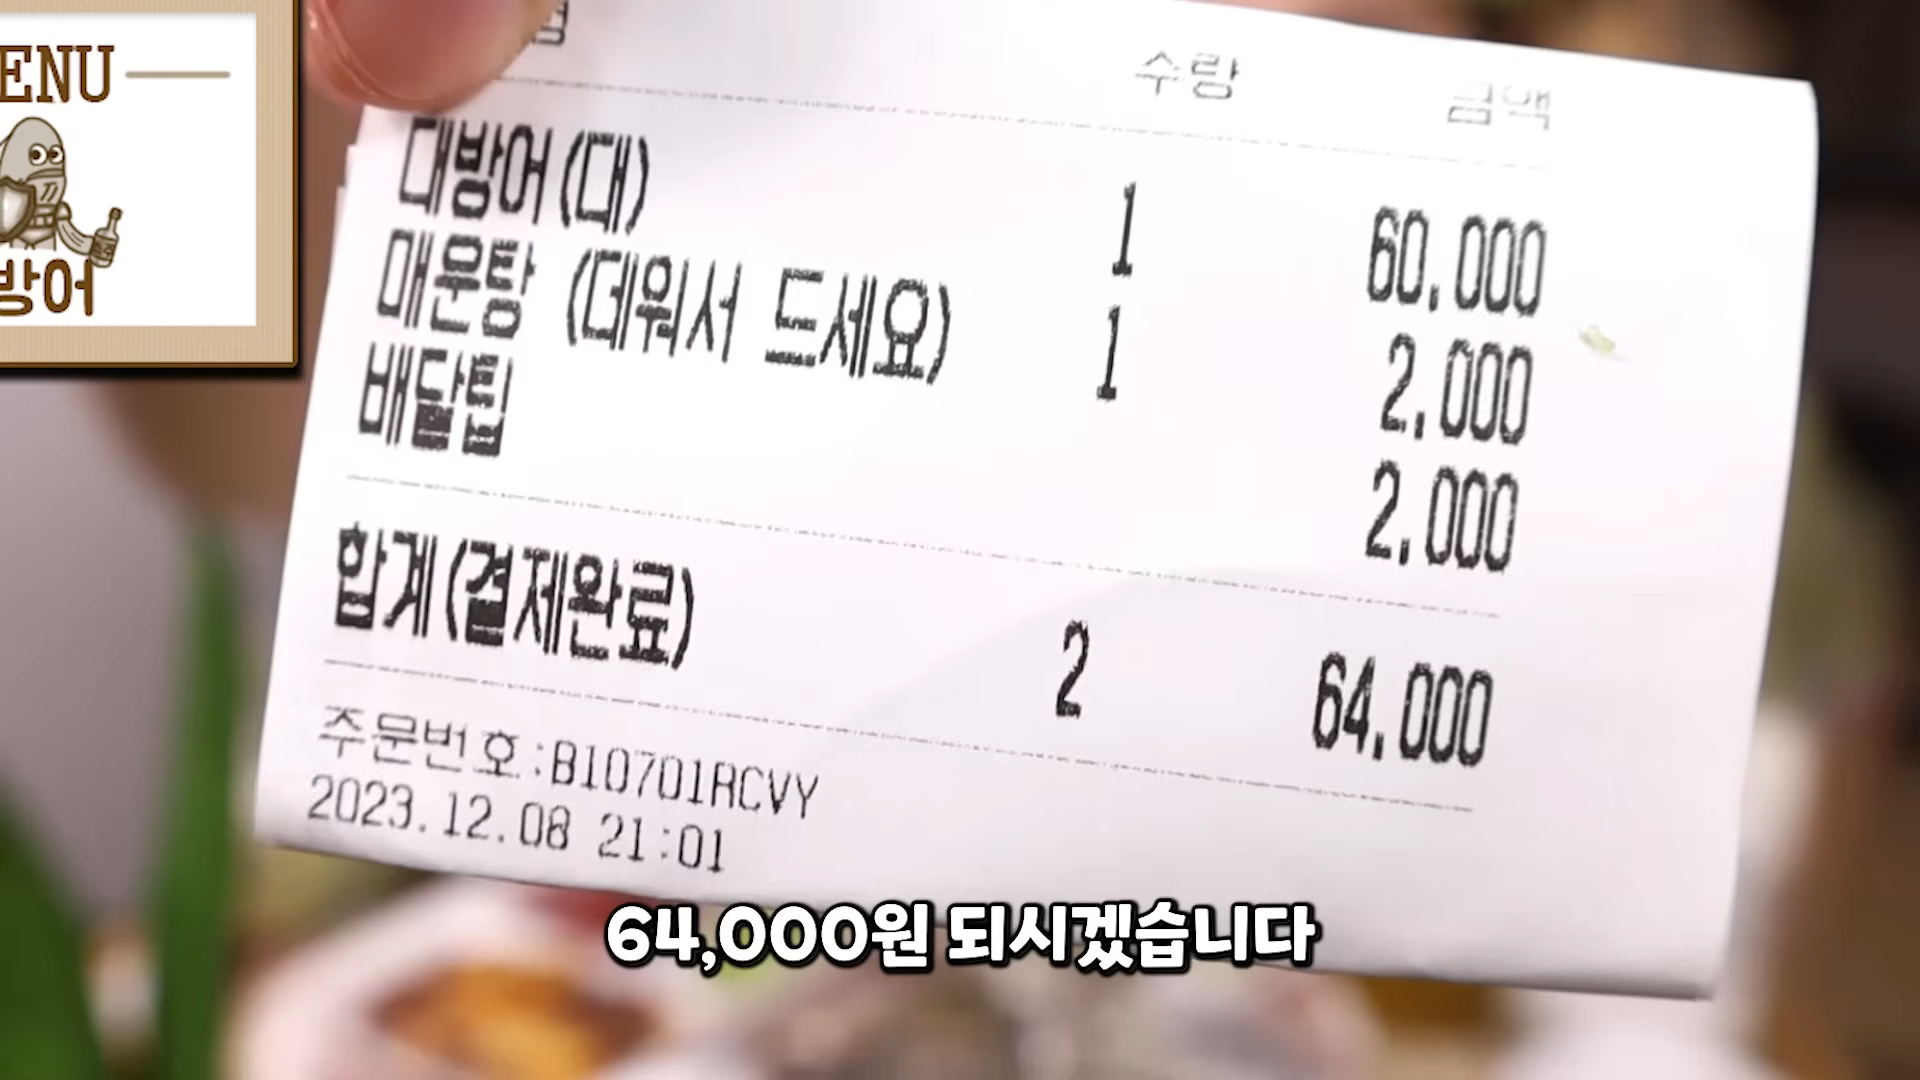 ENU
방어
수량 금액
대방어(대) 1 60,000
매운탕 (데워서 드세요) 1 2,000
배달팁 2,000
합계(결제완료) 2 64,000
주문번호:B10701RCVY
2023.12.08 21:01
64,000원 되시겠습니다